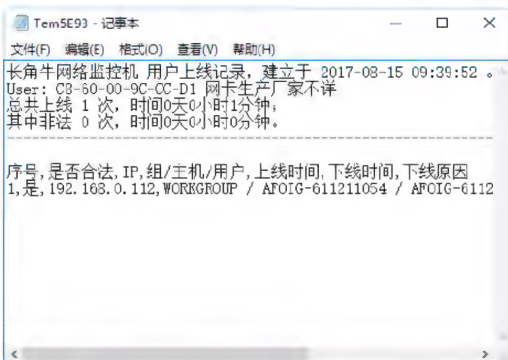 Tem5E93 - 记事本
文件(F) 编辑(E) 格式(O) 查看(V) 帮助(H)
长角牛网络监控机 用户上线记录，建立于 2017-08-15 09:39:52 。
User: C8-60-00-9C-CC-D1 网卡生产厂家不详
总共上线 1 次，时间0天0小时1分钟；
其中非法 0 次，时间0天0小时0分钟。
序号,是否合法,IP,组/主机/用户,上线时间,下线时间,下线原因
1,是,192.168.0.112,WORKGROUP / AFOIG-611211054 / AFOIG-6112